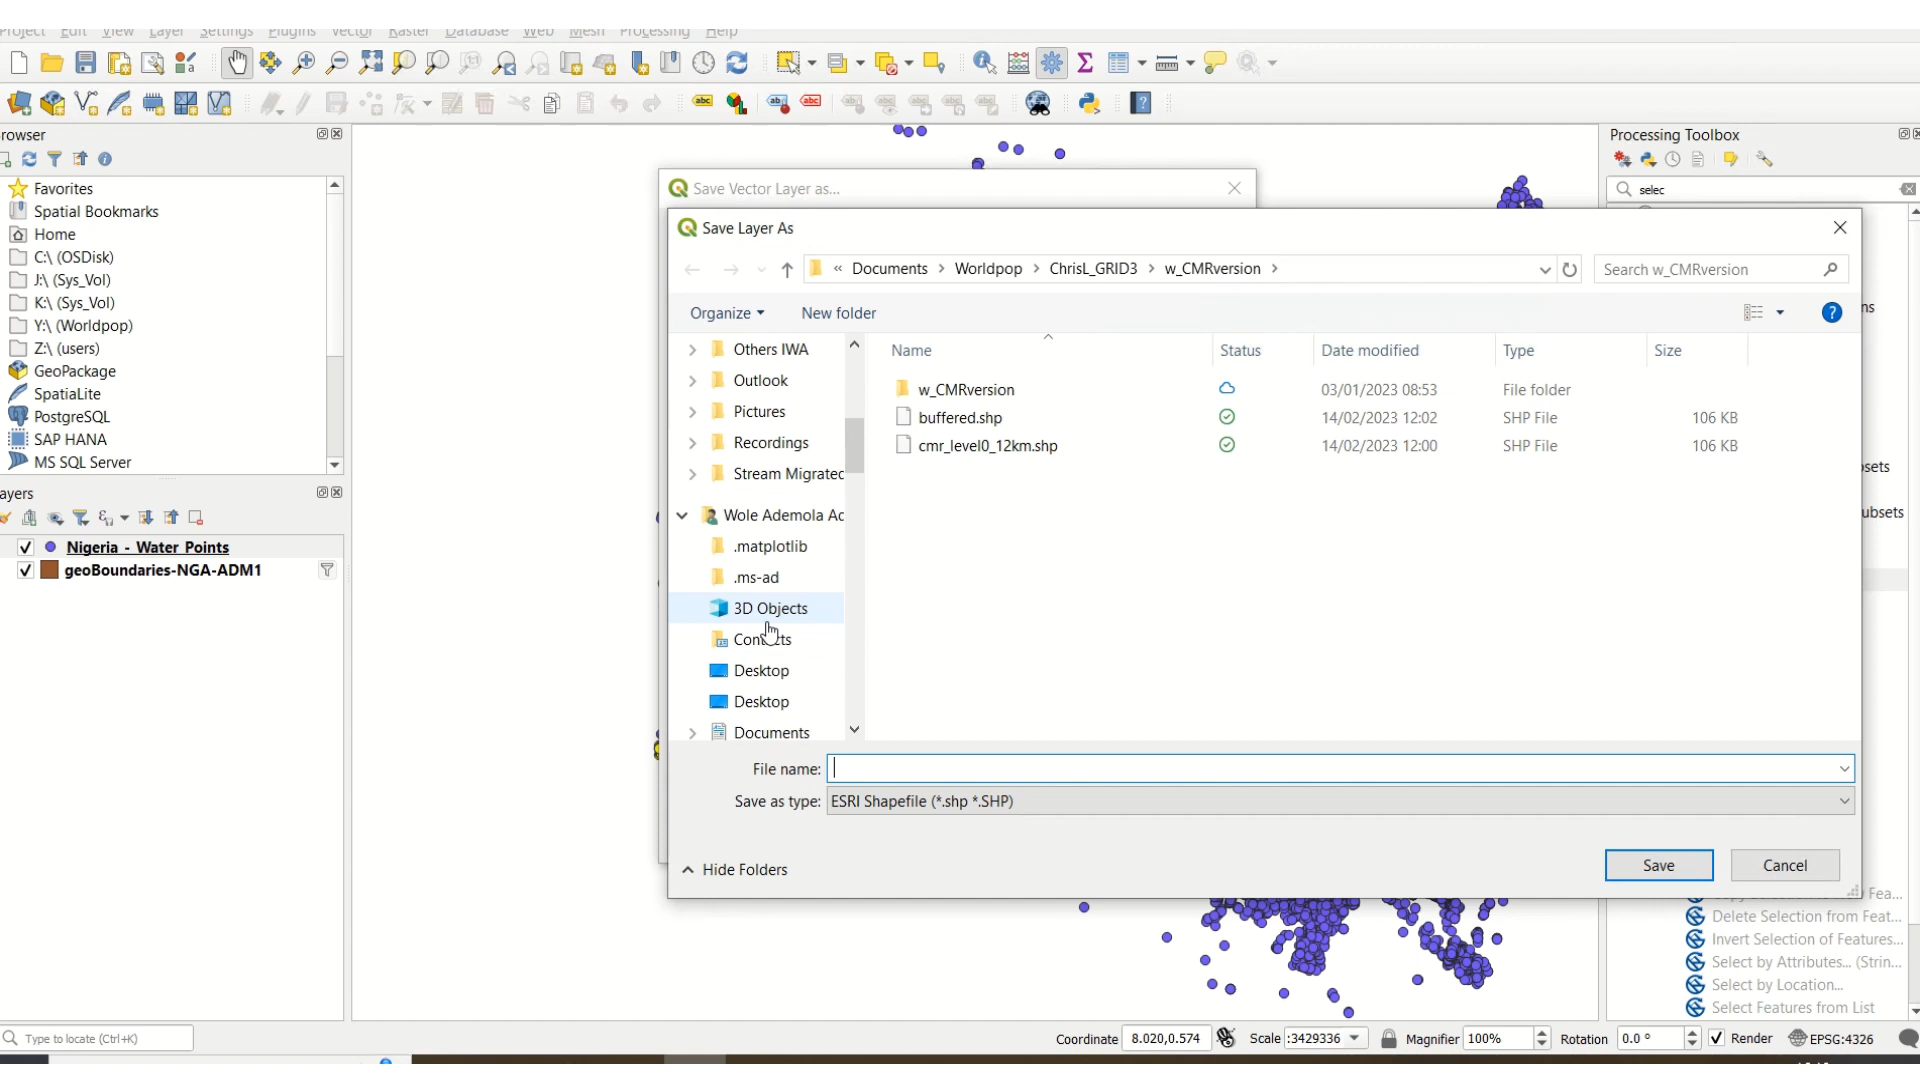 Project Edit View Layer Settings Plugins Vector Raster Database Web Mesh Processing Help
rowser
Favorites
Spatial Bookmarks
Home
C:\ (OSDisk)
J:\ (Sys_Vol)
K:\ (Sys_Vol)
Y:\ (Worldpop)
Z:\ (users)
GeoPackage
SpatiaLite
PostgreSQL
SAP HANA
MS SQL Server
ayers
Nigeria - Water Points
geoBoundaries-NGA-ADM1
Type to locate (Ctrl+K)
Save Vector Layer as...
Save Layer As
« Documents > Worldpop > ChrisL_GRID3 > w_CMRversion >
Search w_CMRversion
Organize
New folder
Others IWA
Outlook
Pictures
Recordings
Stream Migrated
Wole Ademola Ac
.matplotlib
.ms-ad
3D Objects
Contacts
Desktop
Desktop
Documents
Name Status Date modified Type Size
w_CMRversion 03/01/2023 08:53 File folder
buffered.shp 14/02/2023 12:02 SHP File 106 KB
cmr_level0_12km.shp 14/02/2023 12:00 SHP File 106 KB
File name:
Save as type: ESRI Shapefile (*.shp *.SHP)
Hide Folders
Save
Cancel
Processing Toolbox
selec
ns
osets
ubsets
Fea...
Delete Selection from Feat...
Invert Selection of Features...
Select by Attributes... (Strin...
Select by Location...
Select Features from List
Coordinate 8.020,0.574 Scale :3429336 Magnifier 100% Rotation 0.0 ° Render EPSG:4326